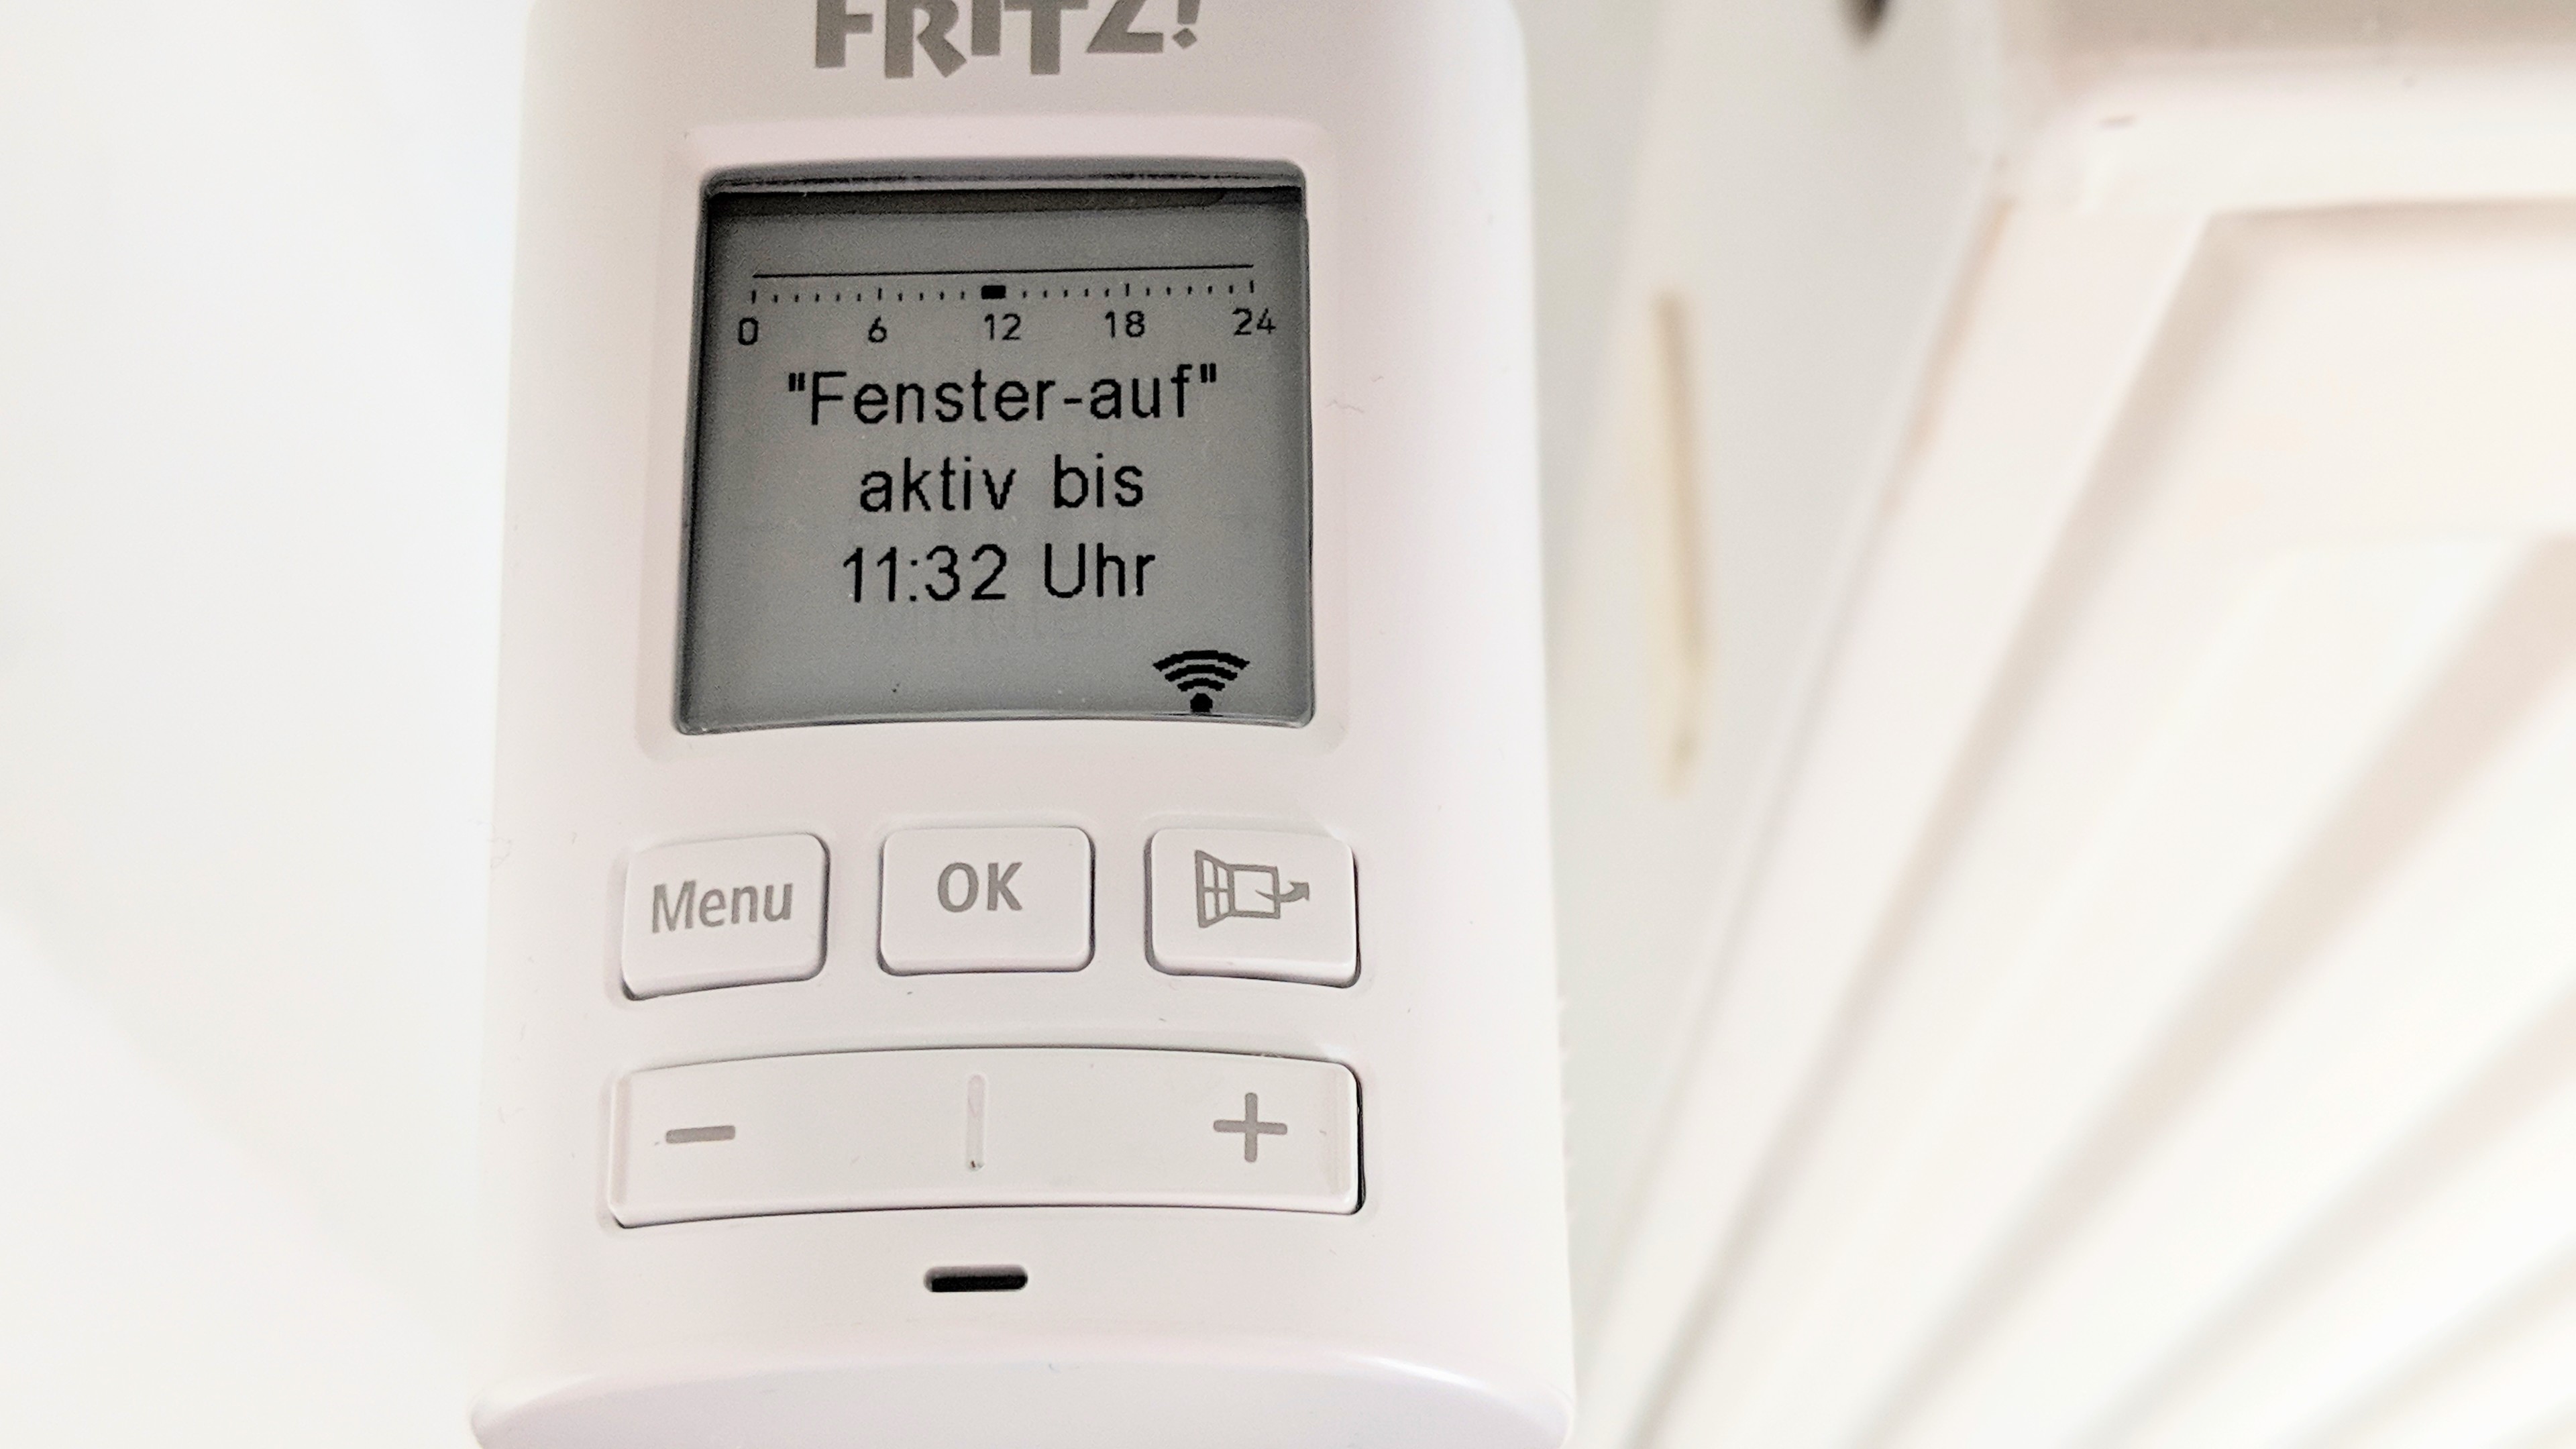 FRITZ!
0 6 12 18 24
"Fenster-auf"
aktiv bis
11:32 Uhr
Menu OK
− +